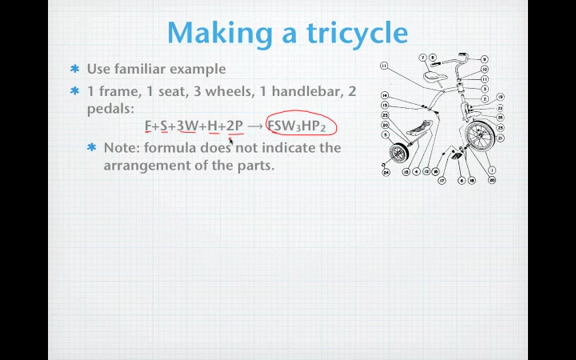 Making a tricycle
Use familiar example
1 frame, 1 seat, 3 wheels, 1 handlebar, 2
pedals:
F+S+3W+H+2P → FSW₃HP₂
Note: formula does not indicate the
arrangement of the parts.